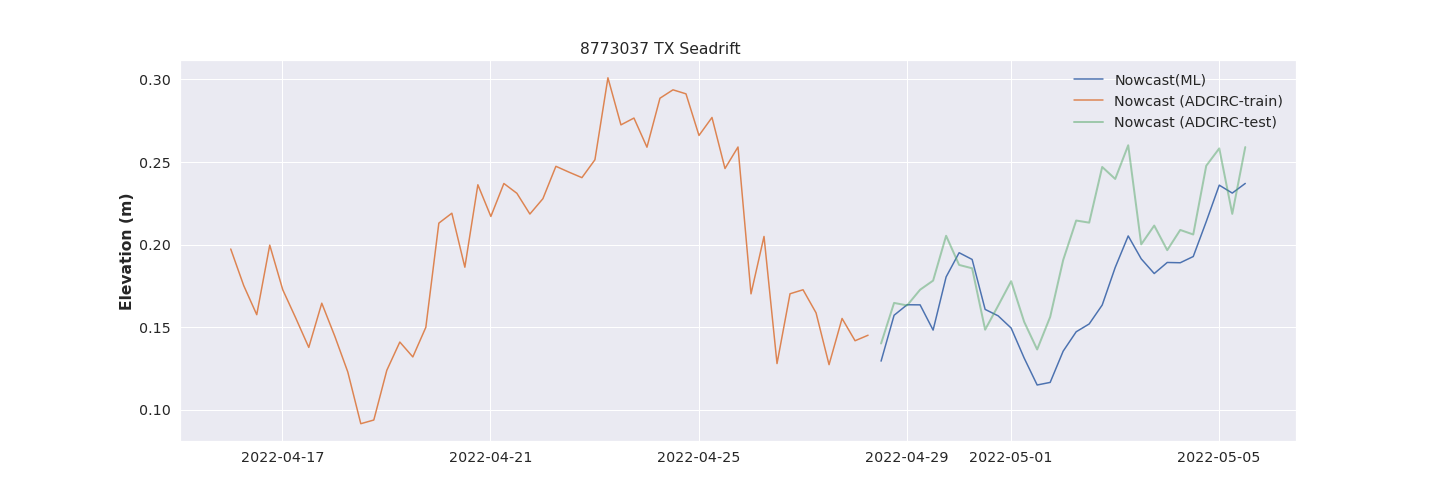 8773037 TX Seadrift
Elevation (m)
0.30
0.25
0.20
0.15
0.10
Nowcast(ML)
Nowcast (ADCIRC-train)
Nowcast (ADCIRC-test)
2022-04-17 2022-04-21 2022-04-25 2022-04-29 2022-05-01 2022-05-05